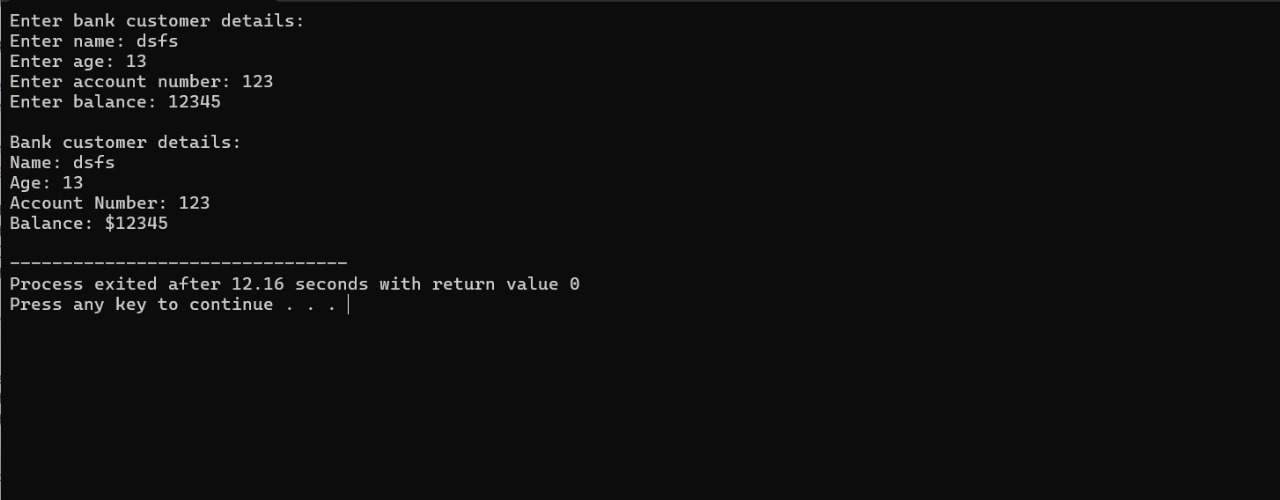 Enter bank customer details:
Enter name: dsfs
Enter age: 13
Enter account number: 123
Enter balance: 12345
Bank customer details:
Name: dsfs
Age: 13
Account Number: 123
Balance: $12345
--------------------------------
Process exited after 12.16 seconds with return value 0
Press any key to continue . . .